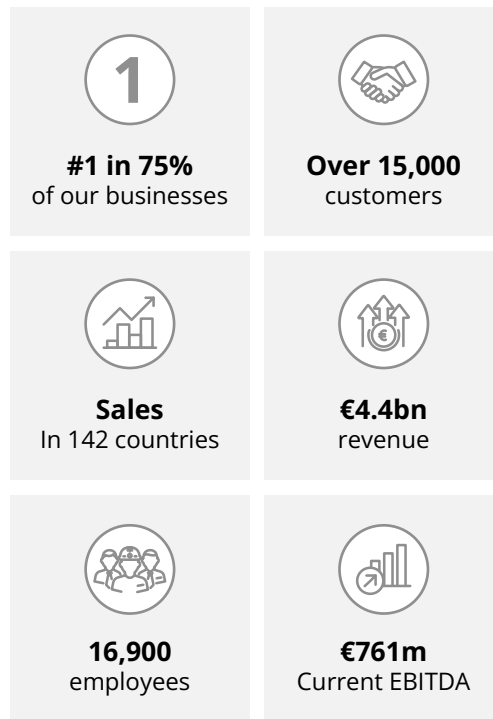 1
#1 in 75%
of our businesses
Over 15,000
customers
Sales
In 142 countries
€
€4.4bn
revenue
16,900
employees
€761m
Current EBITDA